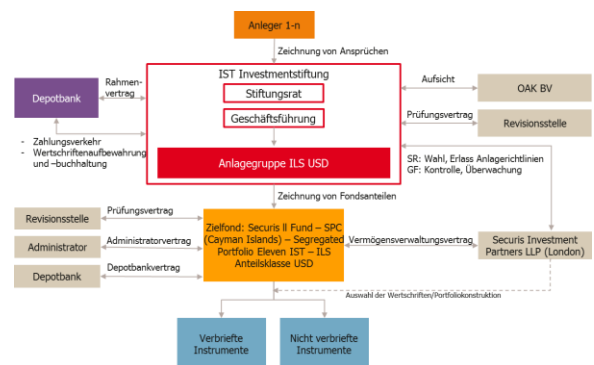 Anleger 1-n
Zeichnung von Ansprüchen
IST Investmentstiftung
Stiftungsrat
Geschäftsführung
Anlagegruppe ILS USD
Depotbank
Rahmen-
vertrag
- Zahlungsverkehr
- Wertschriftenaufbewahrung
und –buchhaltung
Aufsicht
OAK BV
Prüfungsvertrag
Revisionsstelle
SR: Wahl, Erlass Anlagerichtlinien
GF: Kontrolle, Überwachung
Zeichnung von Fondsanteilen
Revisionsstelle
Prüfungsvertrag
Administrator
Administratorvertrag
Depotbank
Depotbankvertrag
Zielfond: Securis II Fund – SPC
(Cayman Islands) – Segregated
Portfolio Eleven IST – ILS
Anteilsklasse USD
Vermögensverwaltungsvertrag
Securis Investment
Partners LLP (London)
Auswahl der Wertschriften/Portfoliokonstruktion
Verbriefte
Instrumente
Nicht verbriefte
Instrumente